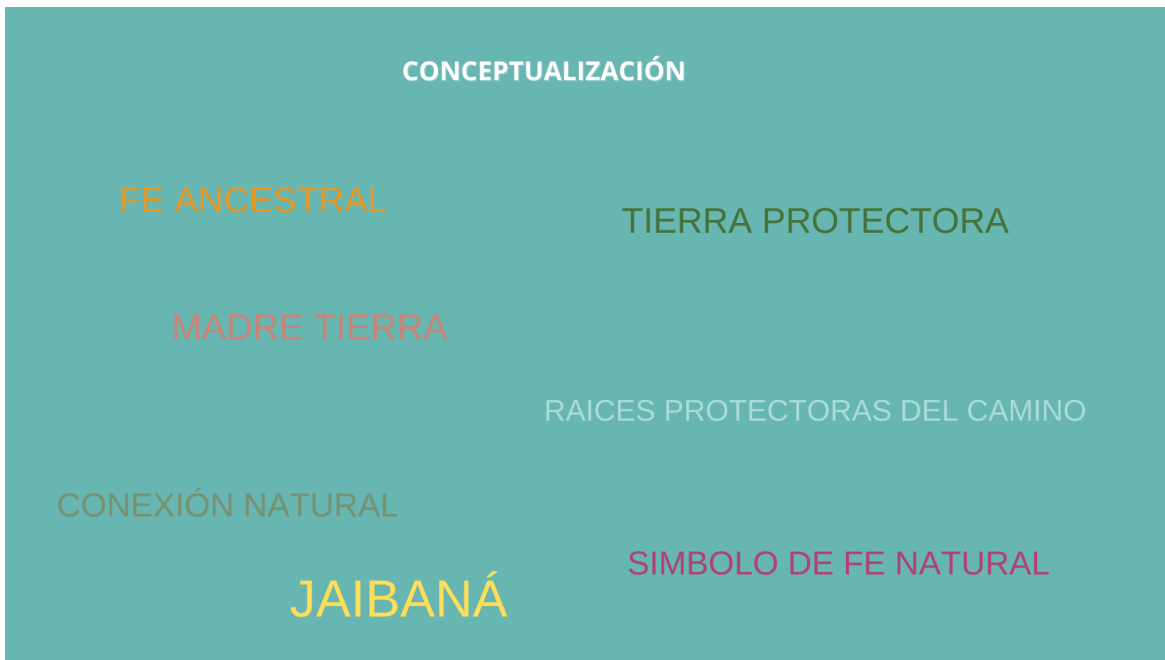 CONCEPTUALIZACIÓN
FE ANCESTRAL
TIERRA PROTECTORA
MADRE TIERRA
RAICES PROTECTORAS DEL CAMINO
CONEXIÓN NATURAL
SIMBOLO DE FE NATURAL
JAIBANÁ